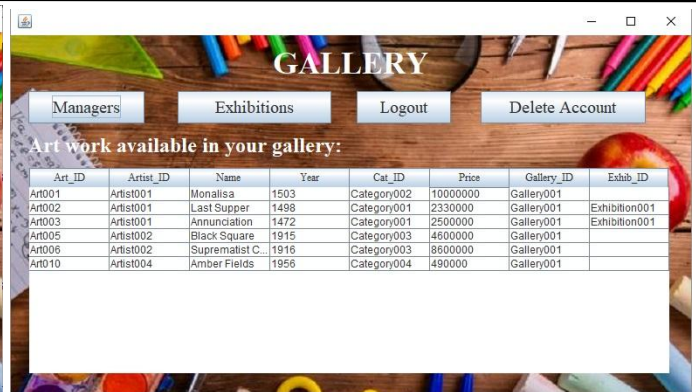 GALLERY
Managers Exhibitions Logout Delete Account
Art work available in your gallery:
Art_ID Artist_ID Name Year Cat_ID Price Gallery_ID Exhib_ID
Art001 Artist001 Monalisa 1503 Category002 10000000 Gallery001
Art002 Artist001 Last Supper 1498 Category001 2330000 Gallery001 Exhibition001
Art003 Artist001 Annunciation 1472 Category001 2500000 Gallery001 Exhibition001
Art005 Artist002 Black Square 1915 Category003 4600000 Gallery001
Art006 Artist002 Suprematist C... 1916 Category003 8600000 Gallery001
Art010 Artist004 Amber Fields 1956 Category004 490000 Gallery001